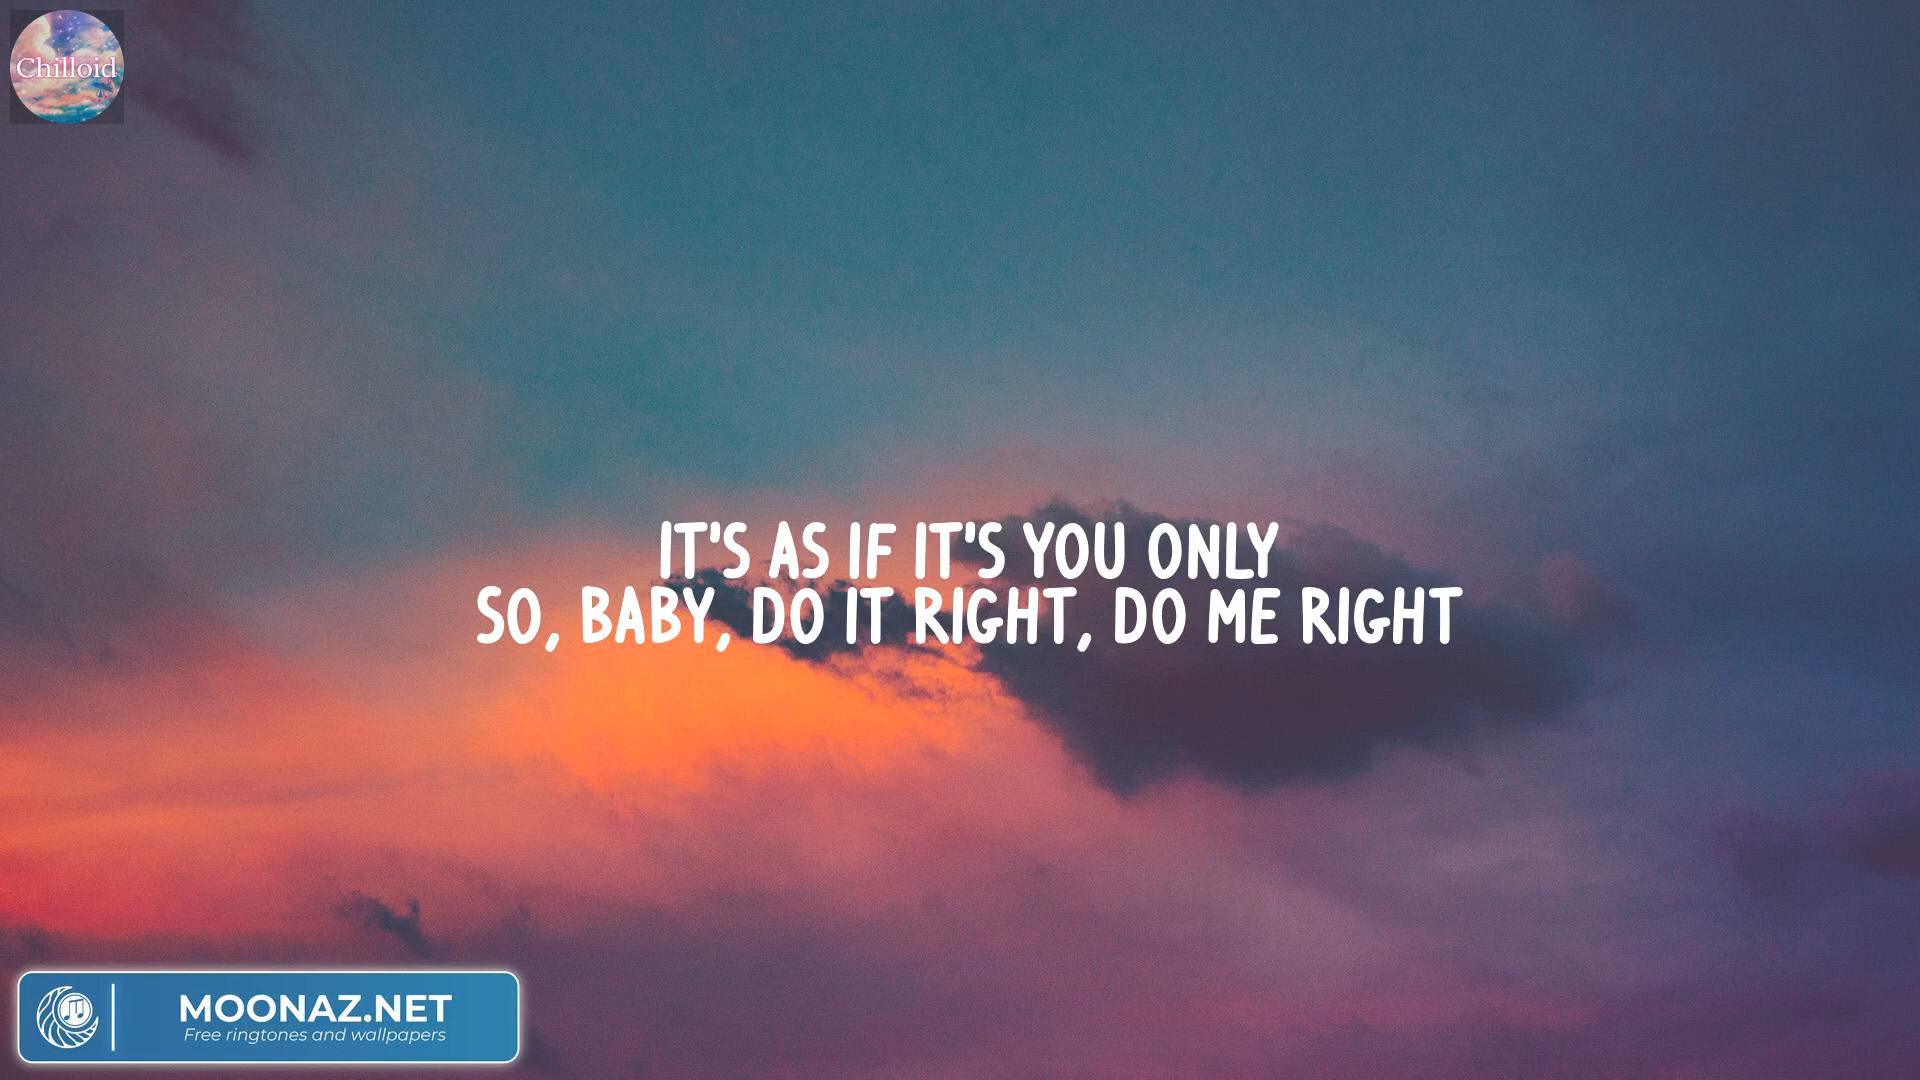 Chilloid
IT'S AS IF IT'S YOU ONLY
SO, BABY, DO IT RIGHT, DO ME RIGHT
MOONAZ.NET
Free ringtones and wallpapers